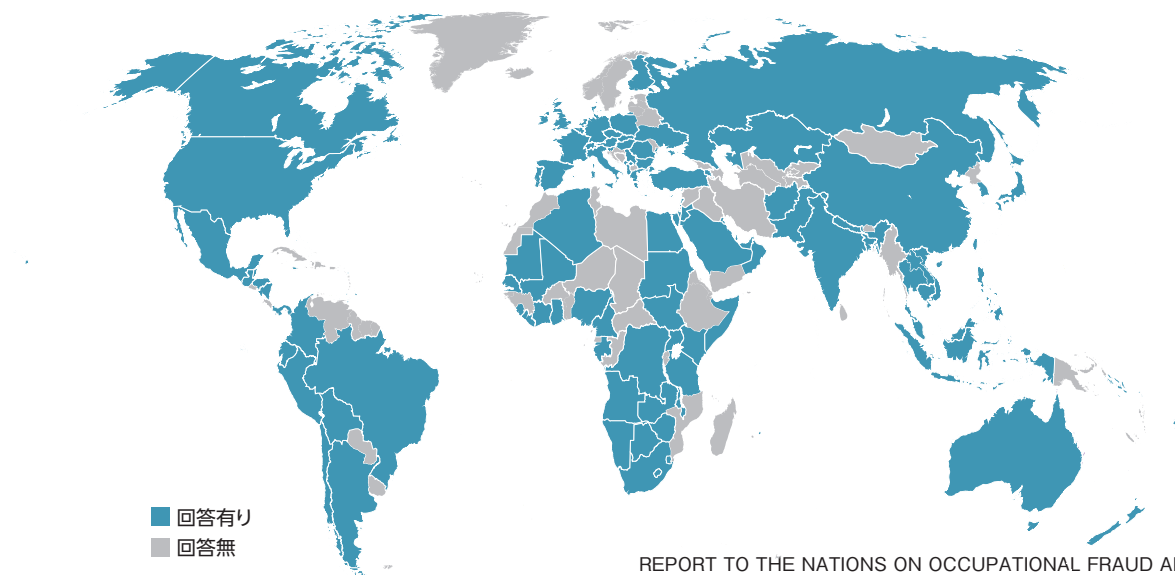 回答有り
回答無
REPORT TO THE NATIONS ON OCCUPATIONAL FRAUD